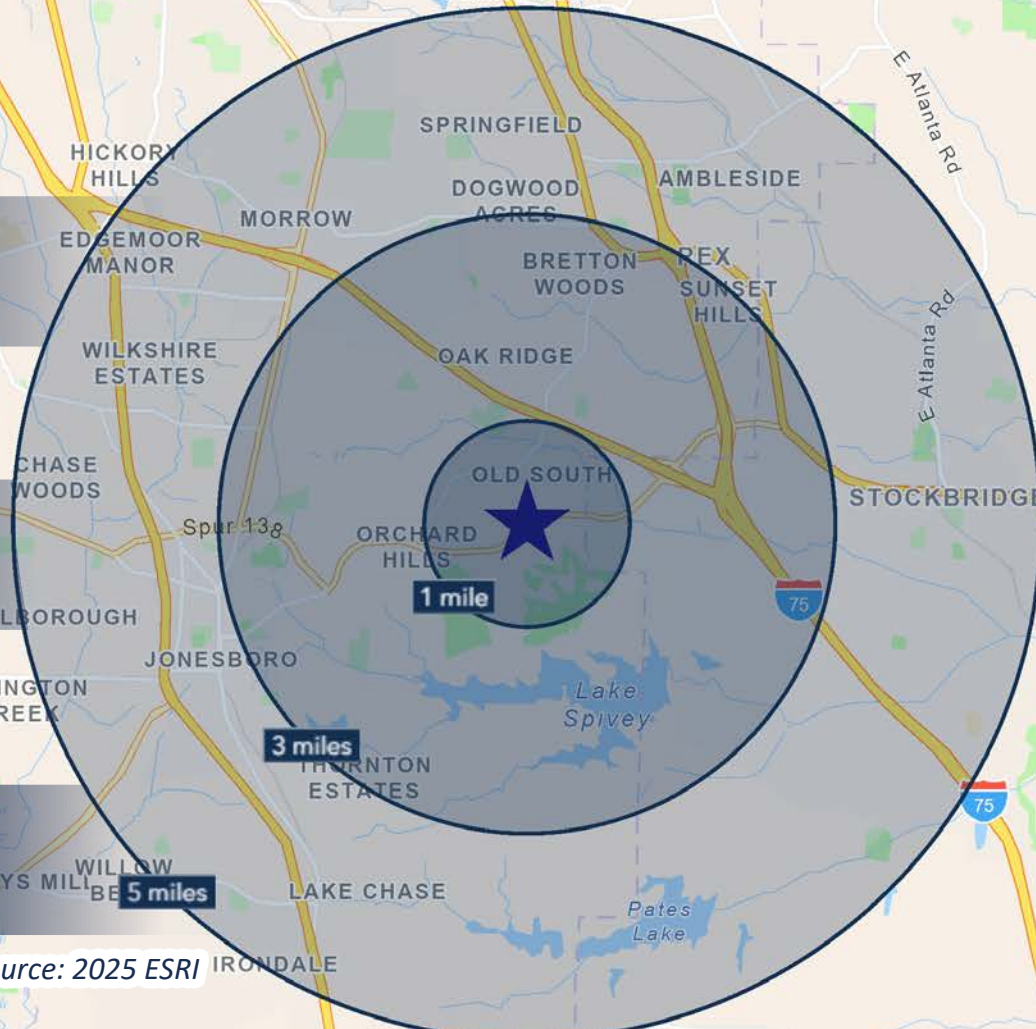 E Atlanta Rd
SPRINGFIELD
HICKORY
HILLS
AMBLESIDE
DOGWOOD
ACRES
MORROW
EDGEMOOR
MANOR
BRETTON
WOODS
REX
SUNSET
HILLS
E Atlanta Rd
WILKSHIRE
ESTATES
OAK RIDGE
CHASE
WOODS
OLD SOUTH
STOCKBRIDGE
Spur 138
ORCHARD
HILLS
1 mile
75
LBOROUGH
JONESBORO
INGTON
REEK
Lake
Spivey
3 miles
THORNTON
ESTATES
75
WILLOW
BE
YS MILL
5 miles
LAKE CHASE
Pates
Lake
IRONDALE
urce: 2025 ESRI